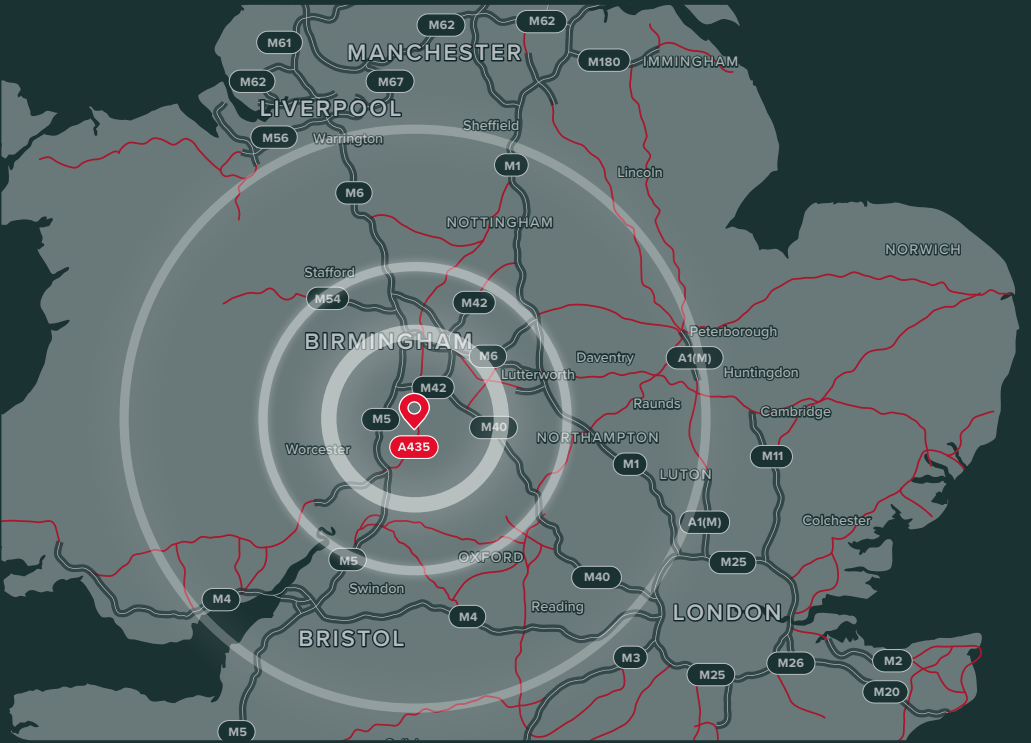 M62
M62
M61
MANCHESTER
M180
IMMINGHAM
M62
M67
LIVERPOOL
Sheffield
M56
Warrington
M1
Lincoln
M6
NOTTINGHAM
NORWICH
Stafford
M54
M42
Peterborough
BIRMINGHAM
M6
Daventry
A1(M)
Lutterworth
Huntingdon
M42
Raunds
Cambridge
M5
M40
NORTHAMPTON
A435
Worcester
M11
M1
LUTON
A1(M)
Colchester
M5
OXFORD
M25
M40
Swindon
M4
Reading
M4
LONDON
BRISTOL
M3
M26
M2
M25
M20
M5